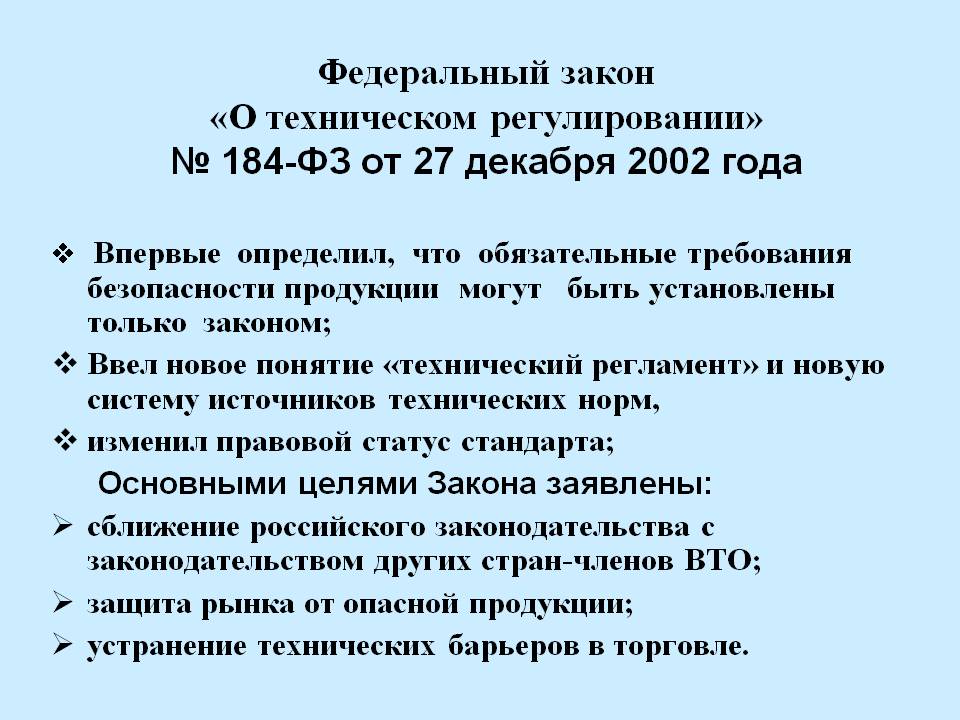 Федеральный закон
«О техническом регулировании»
№ 184-ФЗ от 27 декабря 2002 года
❖ Впервые определил, что обязательные требования
безопасности продукции могут быть установлены
только законом;
❖ Ввел новое понятие «технический регламент» и новую
систему источников технических норм,
❖ изменил правовой статус стандарта;
Основными целями Закона заявлены:
➢ сближение российского законодательства с
законодательством других стран-членов ВТО;
➢ защита рынка от опасной продукции;
➢ устранение технических барьеров в торговле.